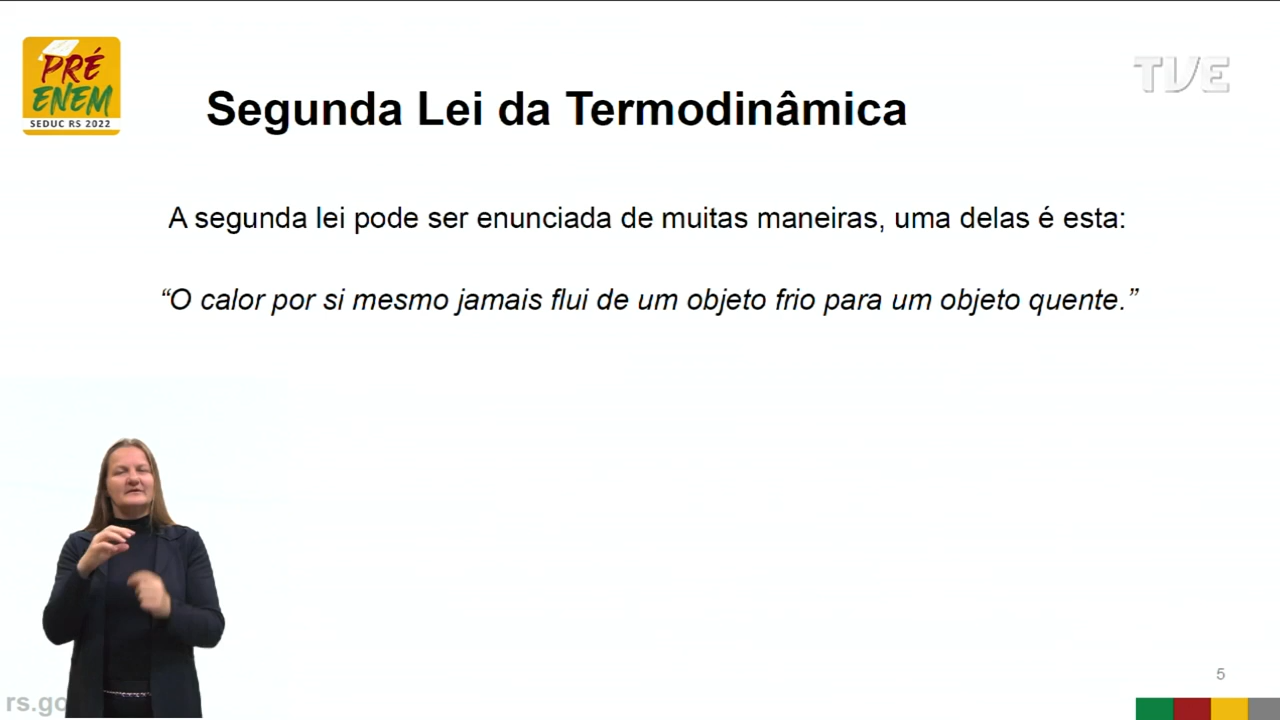 PRÉ
ENEM
SEDUC RS 2022
TVE
Segunda Lei da Termodinâmica
A segunda lei pode ser enunciada de muitas maneiras, uma delas é esta:
“O calor por si mesmo jamais flui de um objeto frio para um objeto quente.”
5
rs.go